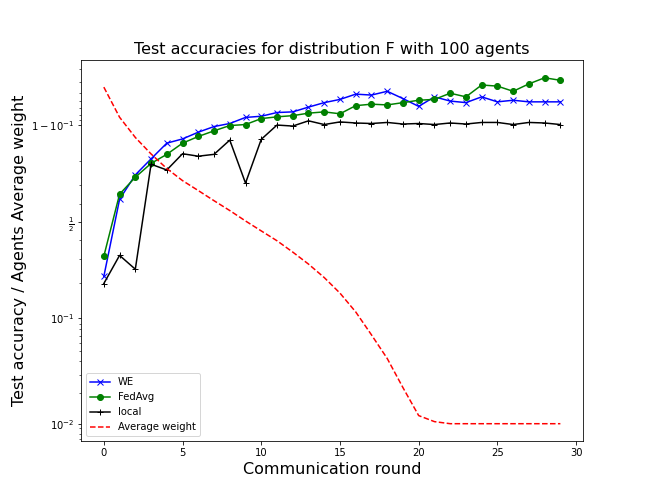 Test accuracies for distribution F with 100 agents
Test accuracy / Agents Average weight
1 − 10⁻¹
½
10⁻¹
10⁻²
WE
FedAvg
local
Average weight
0 5 10 15 20 25 30
Communication round